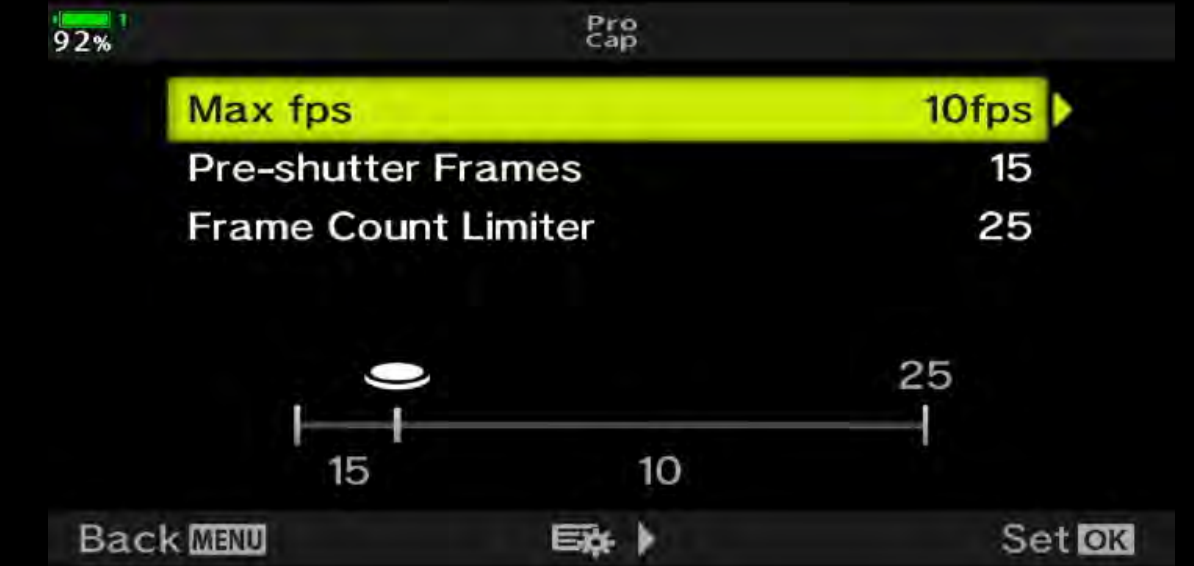 1
92%
Pro
Cap
Max fps 10fps
Pre-shutter Frames 15
Frame Count Limiter 25
25
15 10
Back MENU Set OK